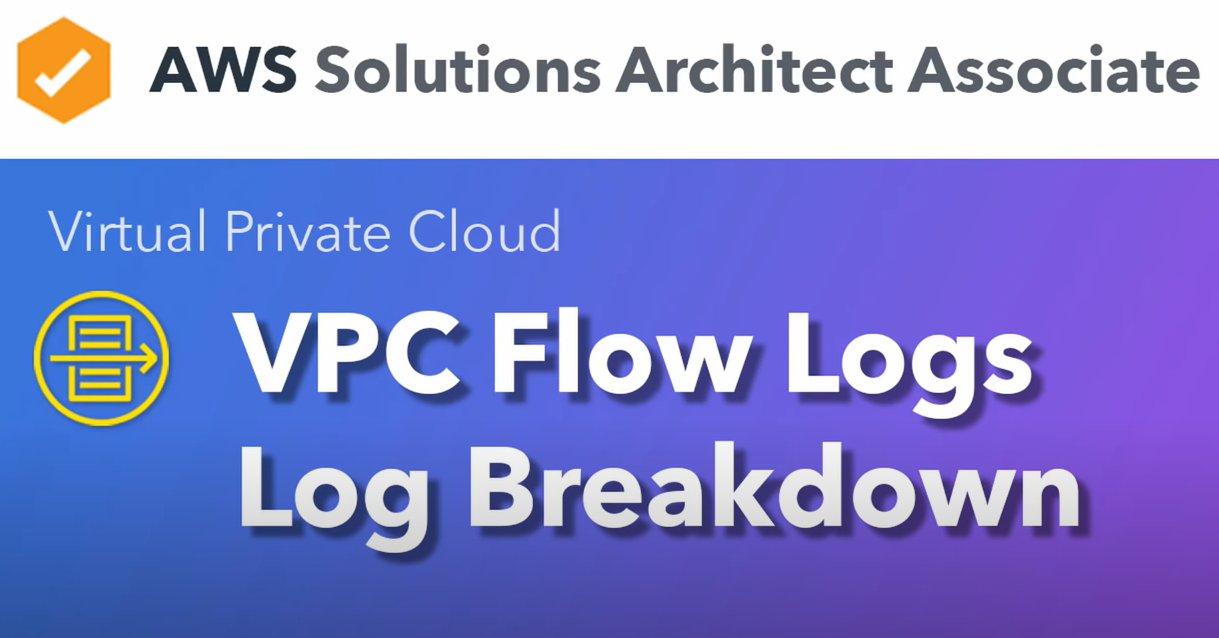 AWS Solutions Architect Associate
Virtual Private Cloud
VPC Flow Logs
Log Breakdown